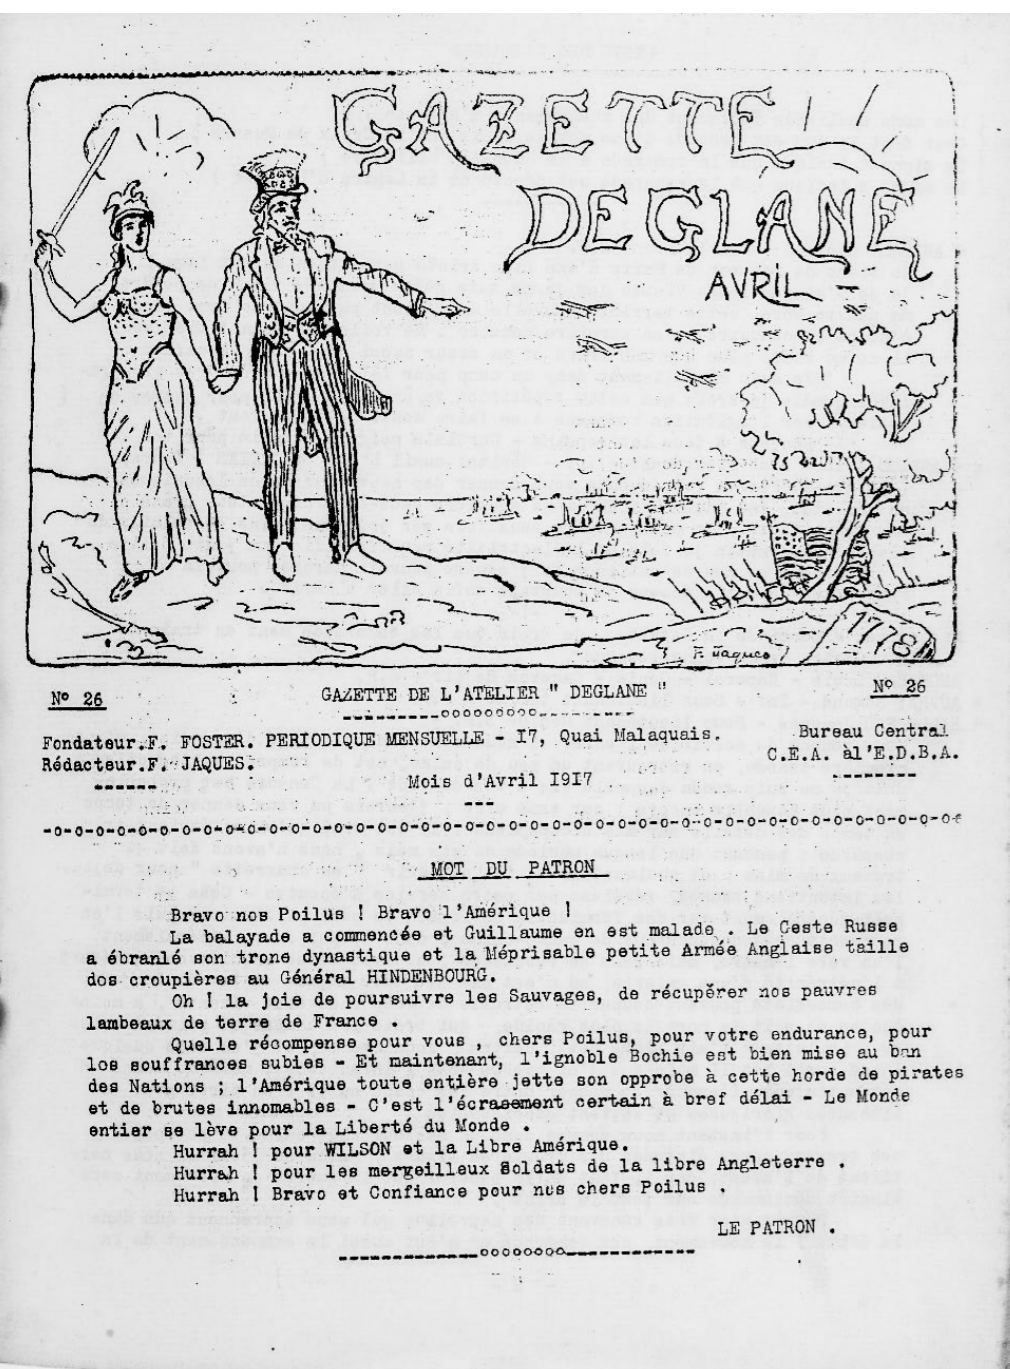 GAZETTE
DEGLANE
AVRIL
1778
F. Jaques
N° 26
GAZETTE DE L'ATELIER " DEGLANE "
N° 26
Fondateur.F. FOSTER. PERIODIQUE MENSUELLE - I7, Quai Malaquais.
Bureau Central
Rédacteur.F. JAQUES.
C.E.A. àl'E.D.B.A.
Mois d'Avril I9I7
MOT DU PATRON
Bravo nos Poilus ! Bravo l'Amérique !
La balayade a commencée et Guillaume en est malade . Le Geste Russe
a ébranlé son trone dynastique et la Méprisable petite Armée Anglaise taille
dos croupières au Général HINDENBOURG.
Oh ! la joie de poursuivre les Sauvages, de récupérer nos pauvres
lambeaux de terre de France .
Quelle récompense pour vous , chers Poilus, pour votre endurance, pour
los souffrances subies - Et maintenant, l'ignoble Bochie est bien mise au ban
des Nations ; l'Amérique toute entière jette son opprobe à cette horde de pirates
et de brutes innomables - C'est l'écrasement certain à bref délai - Le Monde
entier se lève pour la Liberté du Monde .
Hurrah ! pour WILSON et la Libre Amérique.
Hurrah ! pour les mergeilleux Soldats de la libre Angleterre .
Hurrah ! Bravo et Confiance pour nos chers Poilus .
LE PATRON .